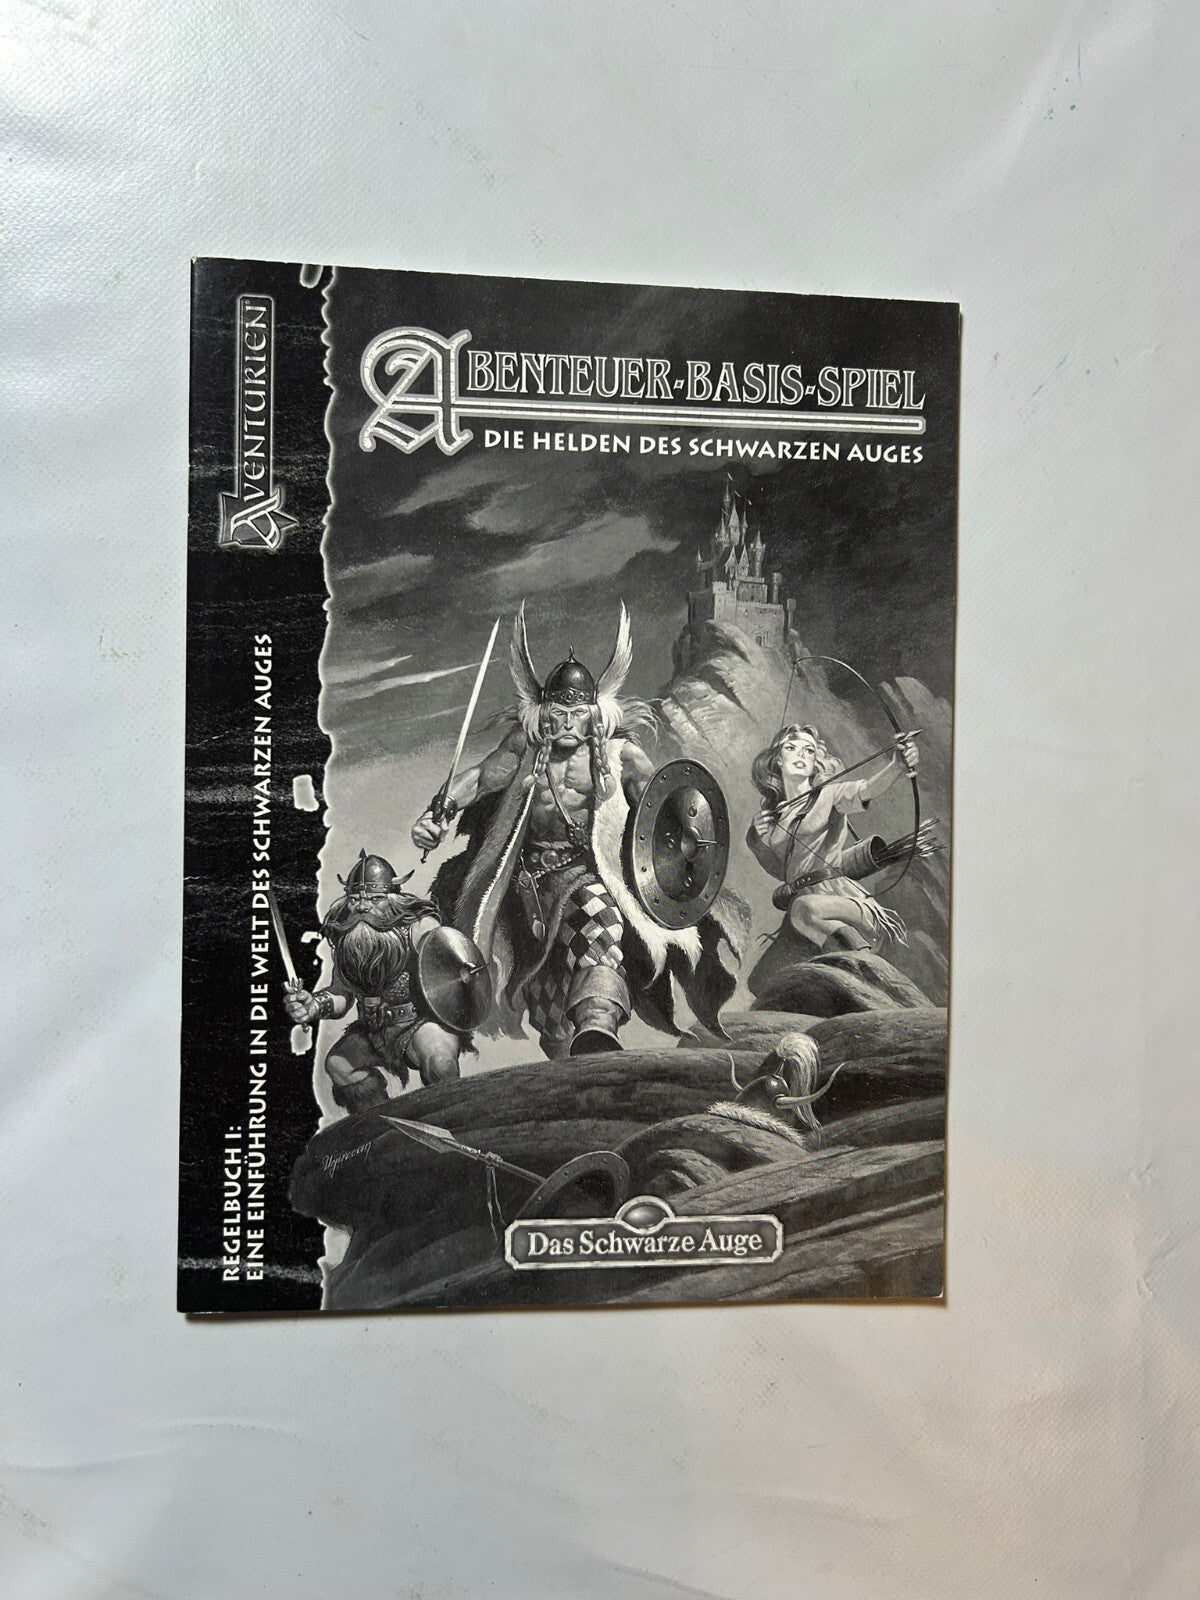 ABENTEUER-BASIS-SPIEL
DIE HELDEN DES SCHWARZEN AUGES
AVENTURIEN
REGELBUCH I:
EINE EINFÜHRUNG IN DIE WELT DES SCHWARZEN AUGES
Das Schwarze Auge